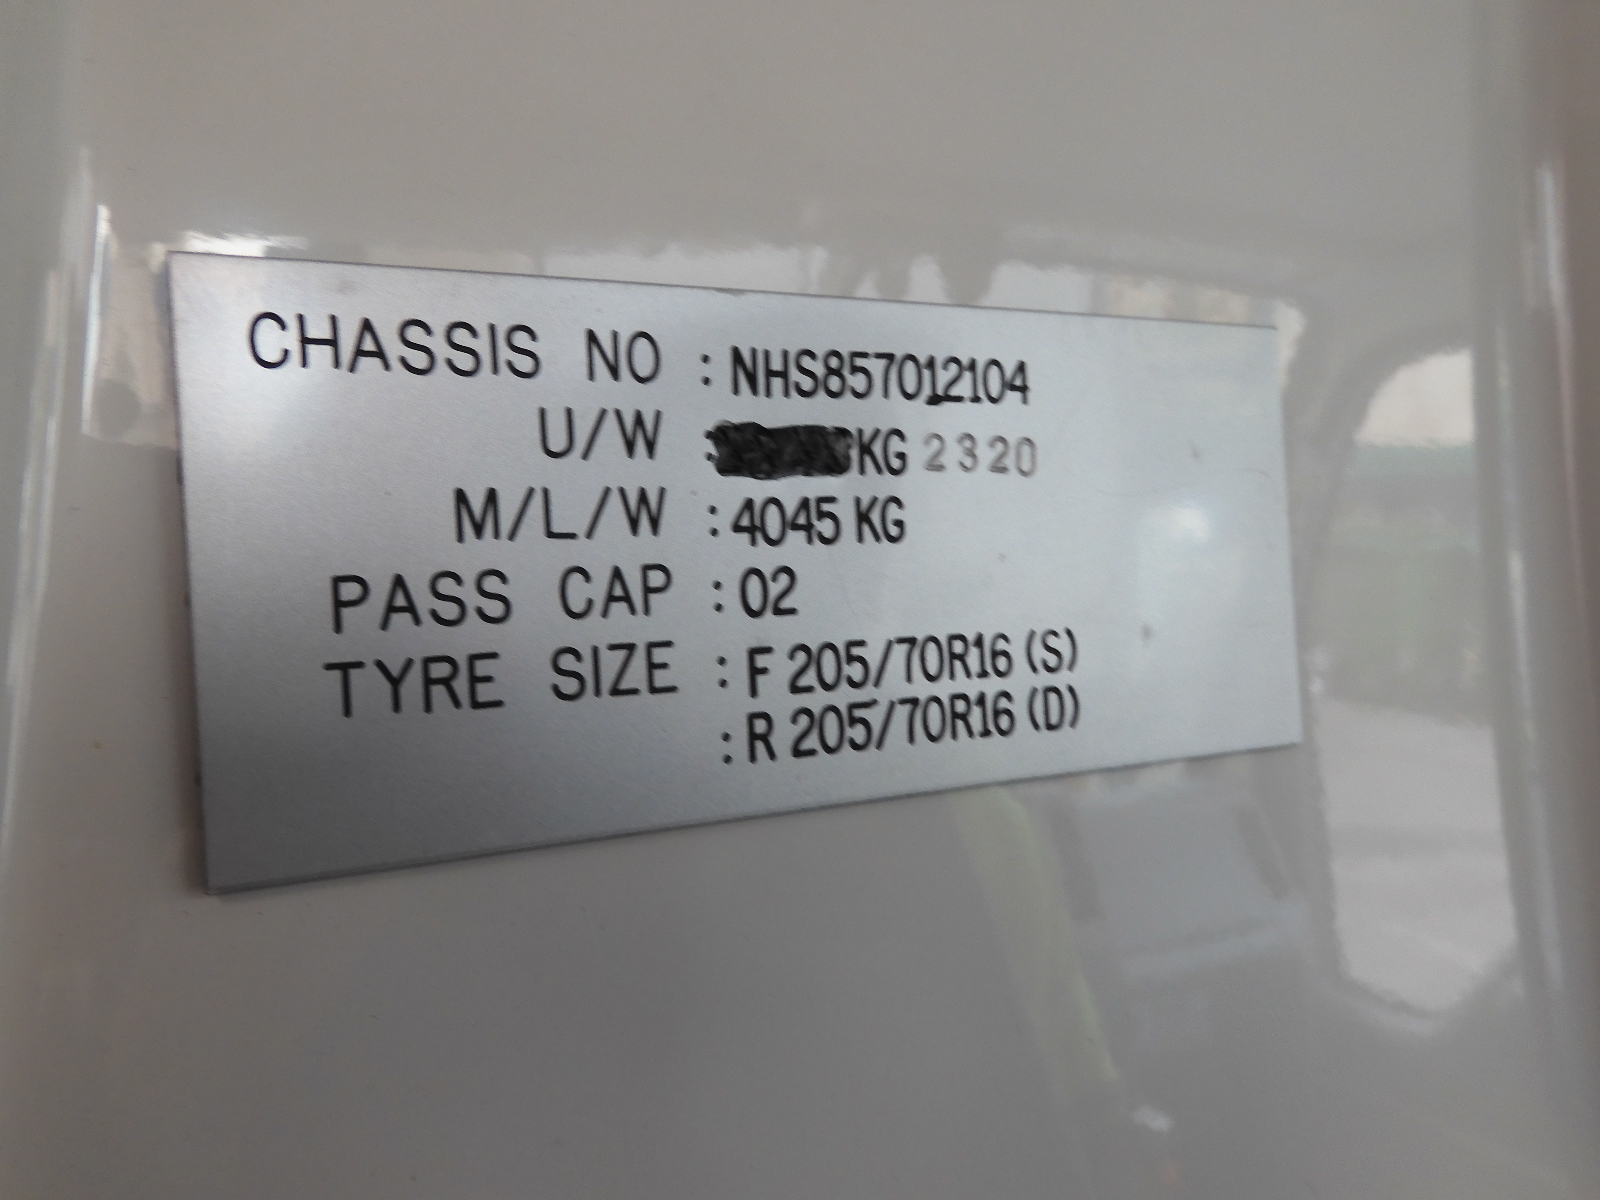 CHASSIS NO : NHS857012104
U/W : KG 2320
M/L/W : 4045 KG
PASS CAP : 02
TYRE SIZE : F 205/70R16 (S)
: R 205/70R16 (D)